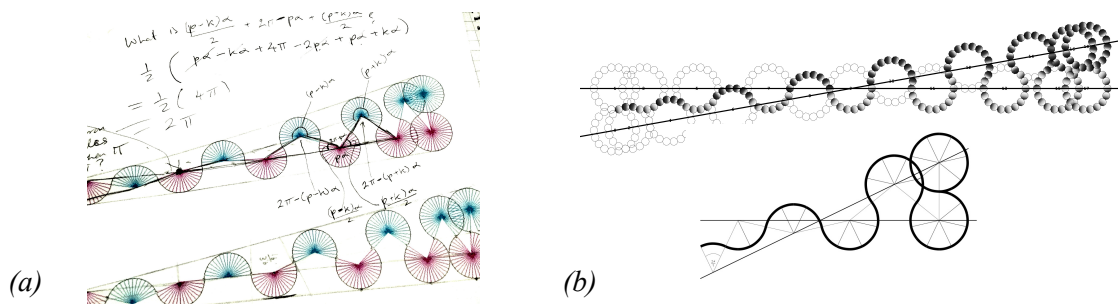 What is (p-k)α/2 + 2π-pα + (p+k)α/2 ?
1/2 ( pα - kα + 4π - 2pα + pα + kα )
= 1/2 ( 4π )
= 2π
(p-k)α
(p+k)α
π
?
pα
2π-(p-k)α
2π-(p+k)α
(p-k)α/2
(p+k)α/2
(a)
(b)